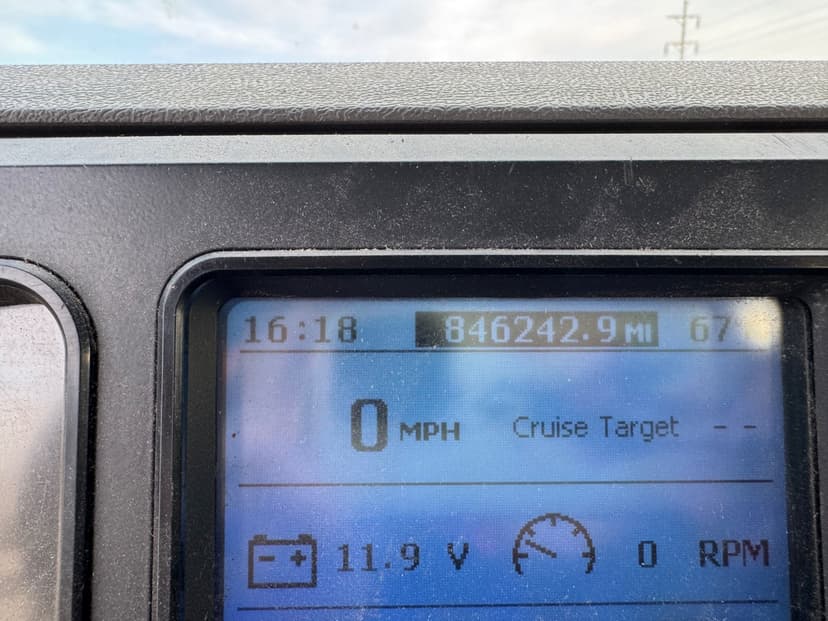 16:18 846242.9 MI 67
0 MPH Cruise Target - -
11.9 V 0 RPM